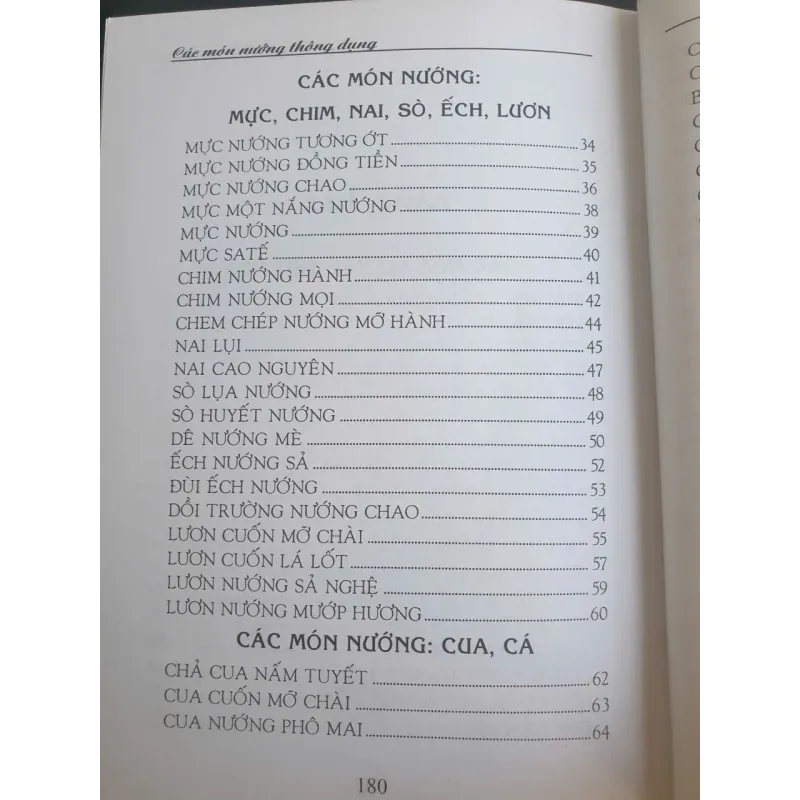 Các món nướng thông dụng
CÁC MÓN NƯỚNG:
MỰC, CHIM, NAI, SÒ, ẾCH, LƯƠN
MỰC NƯỚNG TƯƠNG ỚT 34
MỰC NƯỚNG ĐỒNG TIỀN 35
MỰC NƯỚNG CHAO 36
MỰC MỘT NẮNG NƯỚNG 38
MỰC NƯỚNG 39
MỰC SATẾ 40
CHIM NƯỚNG HÀNH 41
CHIM NƯỚNG MỌI 42
CHEM CHÉP NƯỚNG MỠ HÀNH 44
NAI LỤI 45
NAI CAO NGUYÊN 47
SÒ LỤA NƯỚNG 48
SÒ HUYẾT NƯỚNG 49
DÊ NƯỚNG MÈ 50
ẾCH NƯỚNG SẢ 52
ĐÙI ẾCH NƯỚNG 53
DỒI TRƯỜNG NƯỚNG CHAO 54
LƯƠN CUỐN MỠ CHÀI 55
LƯƠN CUỐN LÁ LỐT 57
LƯƠN NƯỚNG SẢ NGHỆ 59
LƯƠN NƯỚNG MƯỚP HƯƠNG 60
CÁC MÓN NƯỚNG: CUA, CÁ
CHẢ CUA NẤM TUYẾT 62
CUA CUỐN MỠ CHÀI 63
CUA NƯỚNG PHÔ MAI 64
180